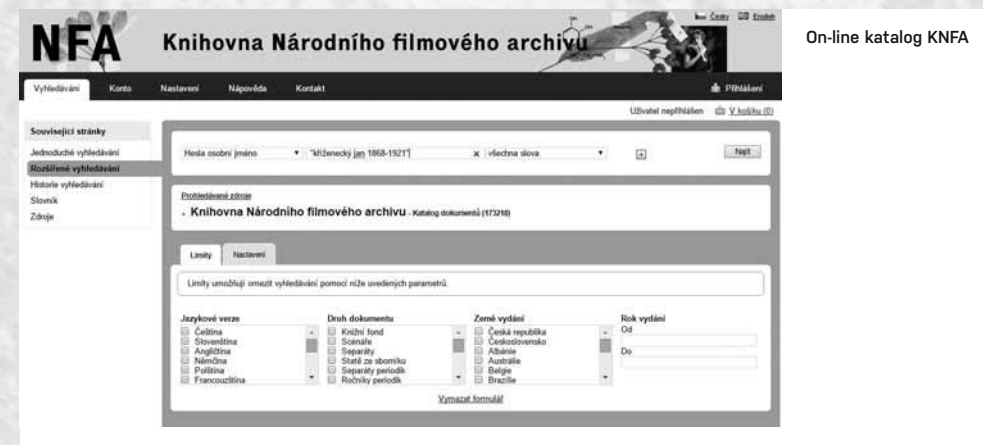 NFA
Knihovna Národního filmového archivu
Česky English
On-line katalog KNFA
Vyhledávání Konto Nastavení Nápověda Kontakt Přihlášení
Uživatel nepřihlášen V košíku (0)
Související stránky
Jednoduché vyhledávání
Rozšířené vyhledávání
Historie vyhledávání
Slovník
Zdroje
Hesla osobní jméno "kříženecký jan 1868-1921" x všechna slova + Najít
Prohledávané zdroje
Knihovna Národního filmového archivu - Katalog dokumentů (173210)
Limity Nastavení
Limity umožňují omezit vyhledávání pomocí níže uvedených parametrů.
Jazykové verze
Čeština
Slovenština
Angličtina
Němčina
Polština
Francouzština
Druh dokumentu
Knižní fond
Scénáře
Separáty
Statě ze sborníku
Separáty periodik
Ročníky periodik
Země vydání
Česká republika
Československo
Albánie
Austrálie
Belgie
Brazílie
Rok vydání
Od
Do
Vymazat formulář